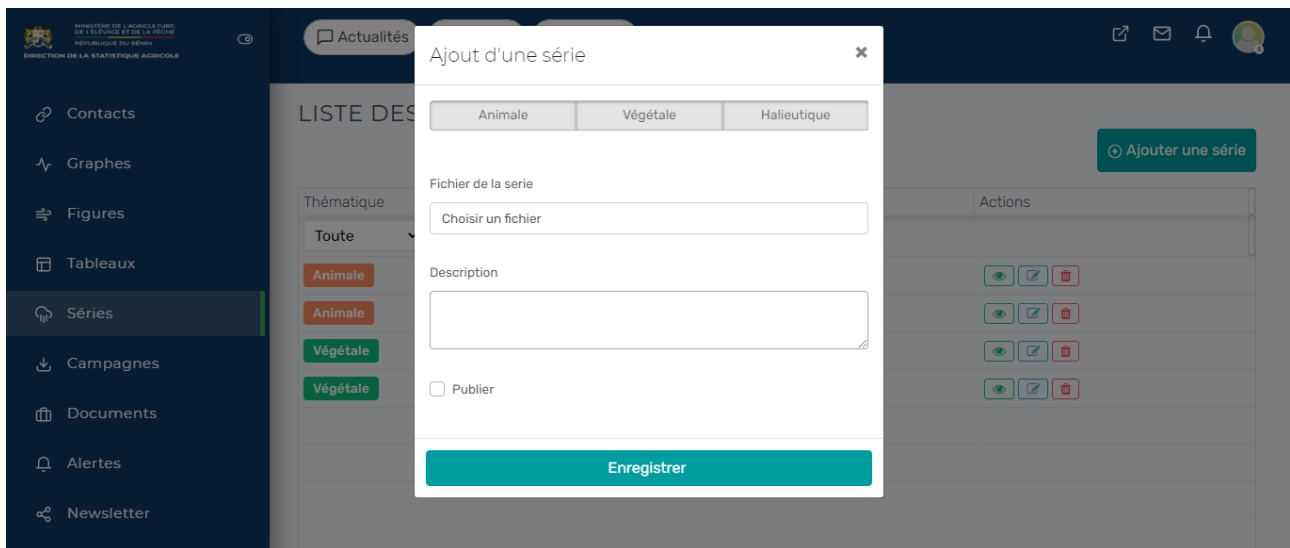 MINISTÈRE DE L'AGRICULTURE,
DE L'ÉLEVAGE ET DE LA PÊCHE
RÉPUBLIQUE DU BÉNIN
DIRECTION DE LA STATISTIQUE AGRICOLE
Contacts
Graphes
Figures
Tableaux
Séries
Campagnes
Documents
Alertes
Newsletter
Actualités
LISTE DES
Ajouter une série
Thématique
Actions
Toute
Animale
Animale
Végétale
Végétale
Ajout d'une série
Animale Végétale Halieutique
Fichier de la serie
Choisir un fichier
Description
Publier
Enregistrer